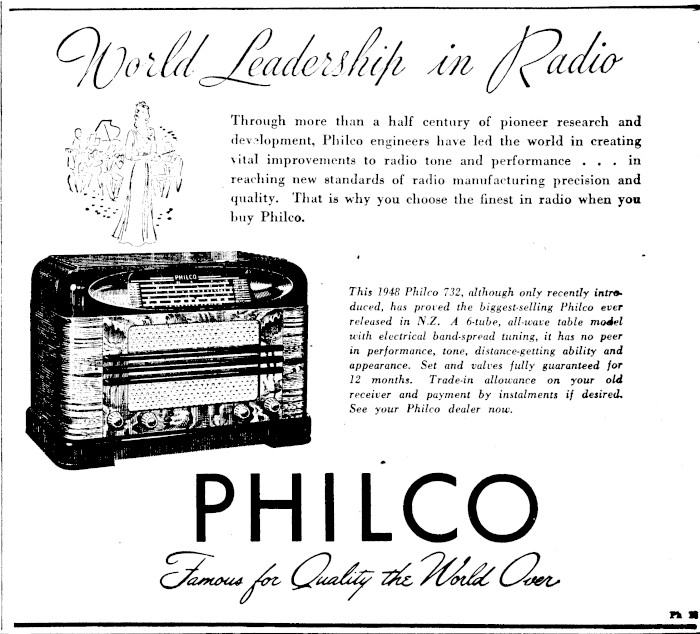 World Leadership in Radio
Through more than a half century of pioneer research and
development, Philco engineers have led the world in creating
vital improvements to radio tone and performance . . . in
reaching new standards of radio manufacturing precision and
quality. That is why you choose the finest in radio when you
buy Philco.
PHILCO
This 1948 Philco 732, although only recently intro-
duced, has proved the biggest-selling Philco ever
released in N.Z. A 6-tube, all-wave table model
with electrical band-spread tuning, it has no peer
in performance, tone, distance-getting ability and
appearance. Set and valves fully guaranteed for
12 months. Trade-in allowance on your old
receiver and payment by instalments if desired.
See your Philco dealer now.
PHILCO
Famous for Quality the World Over
Ph